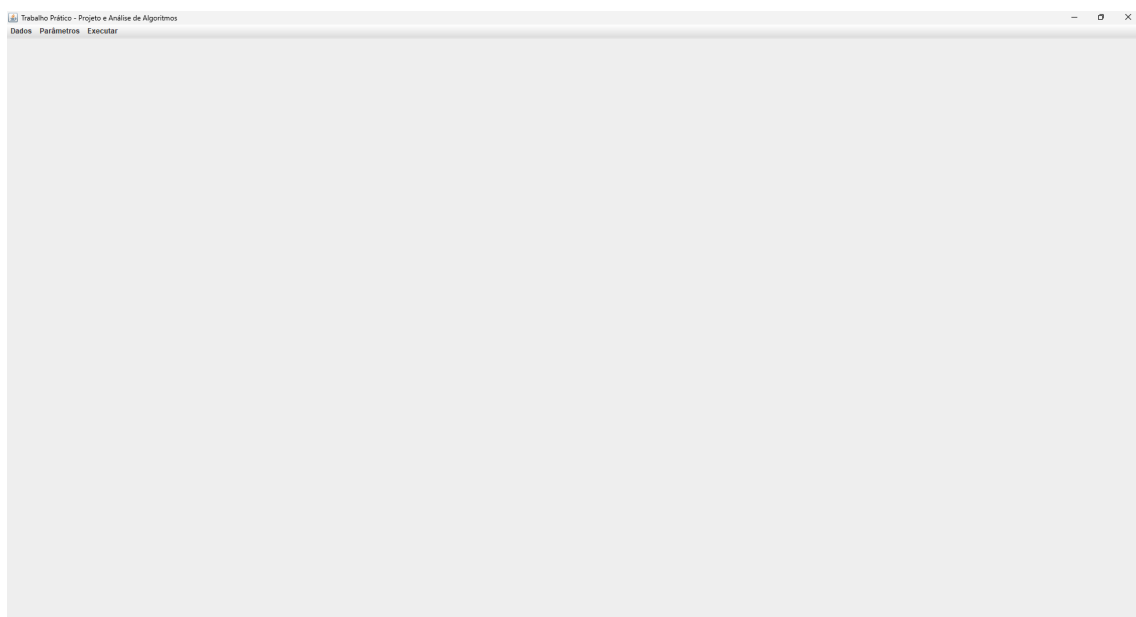 Trabalho Prático - Projeto e Análise de Algoritmos
Dados Parâmetros Executar